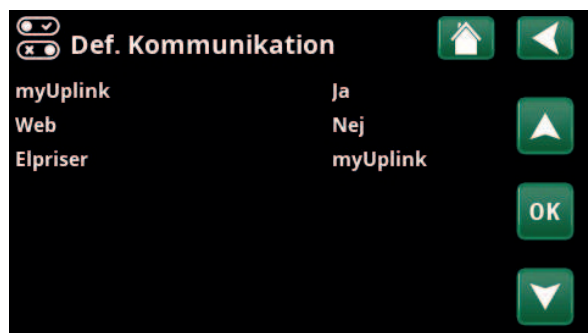 Def. Kommunikation
myUplink Ja
Web Nej
Elpriser myUplink
OK